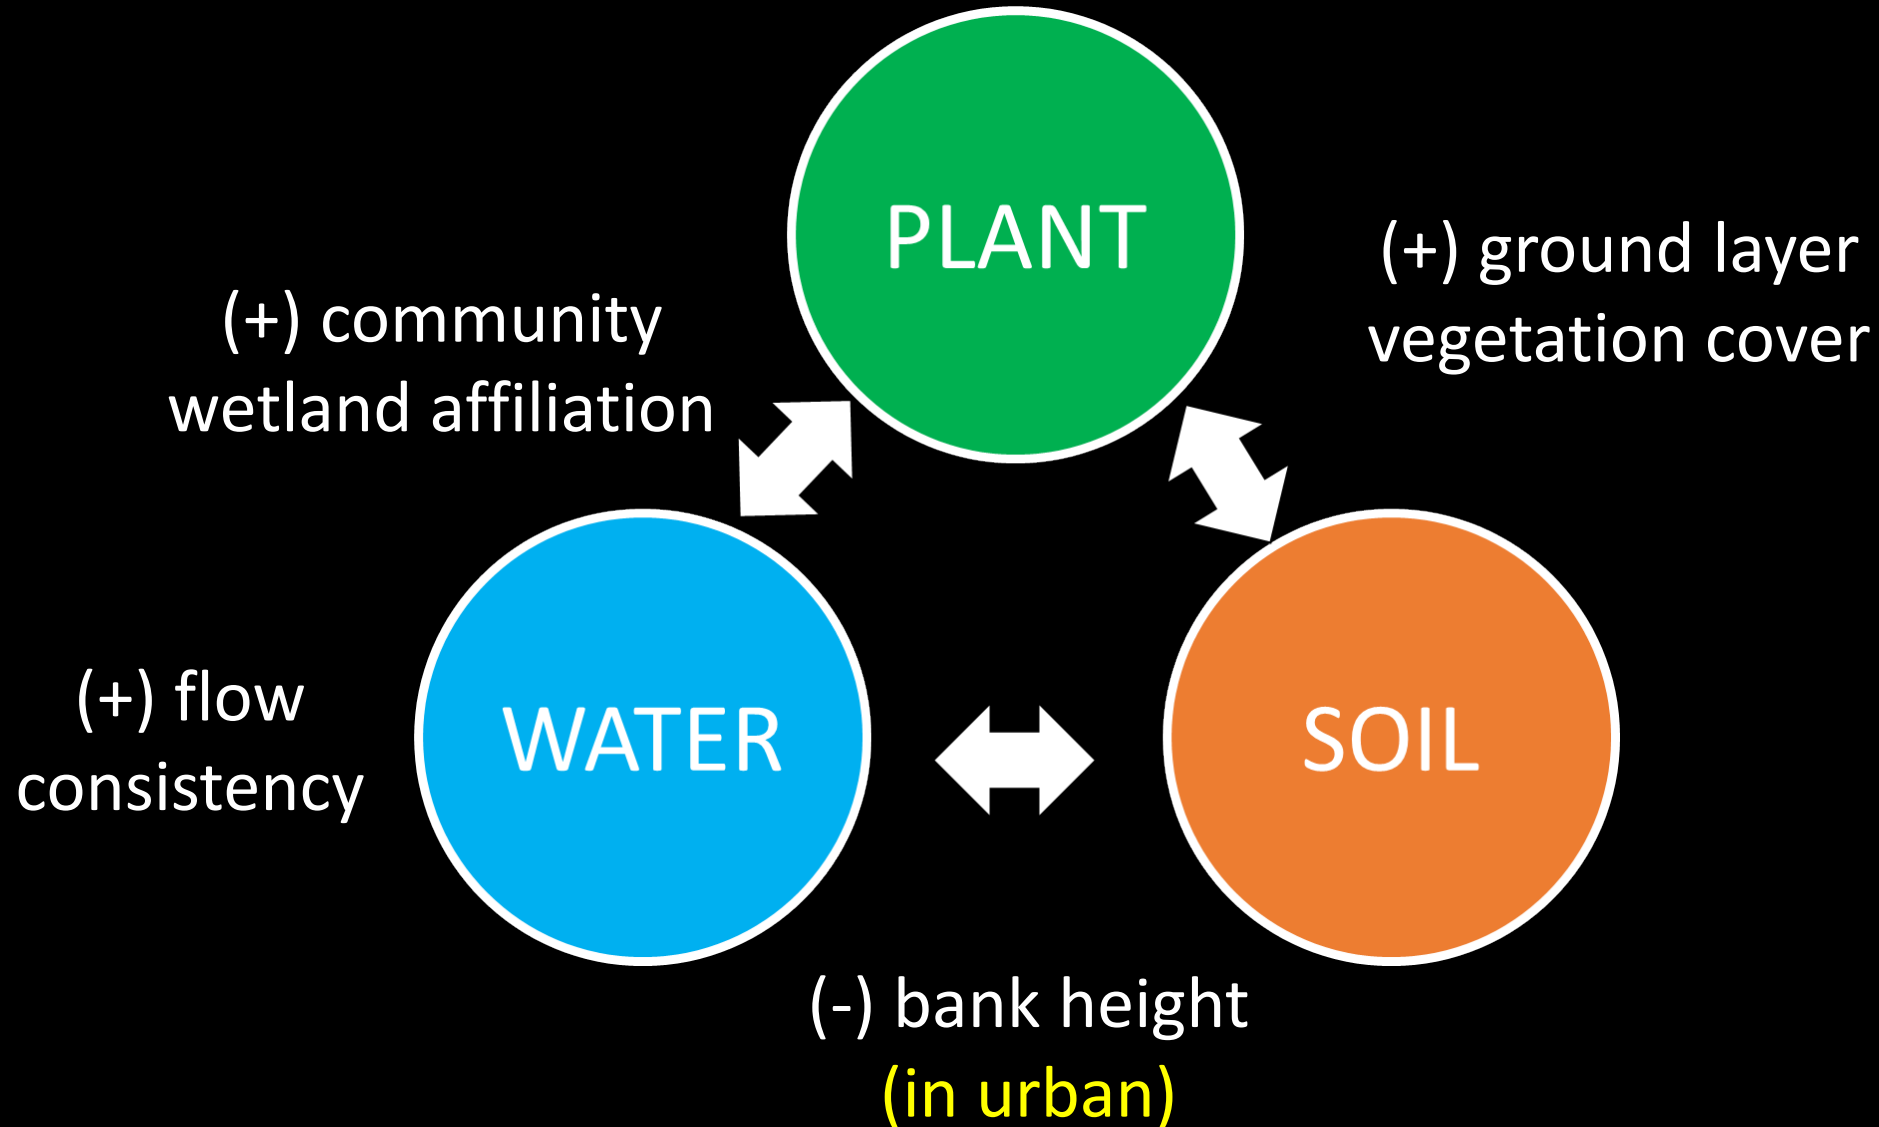 PLANT
(+) ground layer
vegetation cover
(+) community
wetland affiliation
(+) flow
consistency
WATER
SOIL
(-) bank height
(in urban)